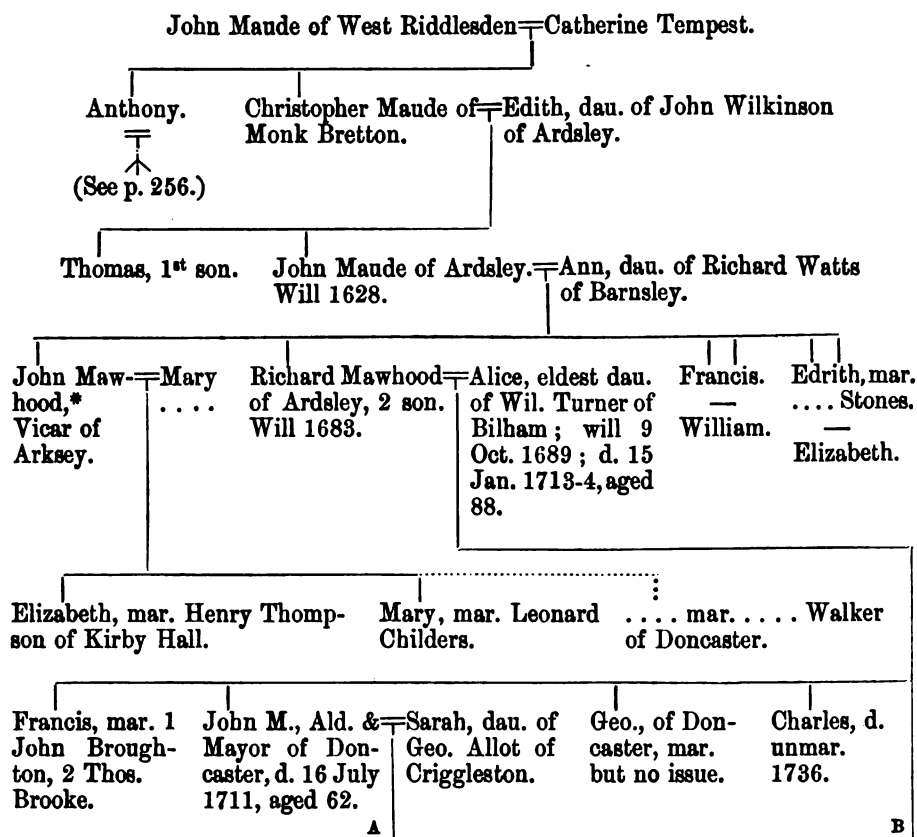 John Maude of West Riddlesden Catherine Tempest.
Anthony.
(See p. 256.)
Christopher Maude of
Monk Bretton.
Edith, dau. of John Wilkinson
of Ardsley.
Thomas, 1st son.
John Maude of Ardsley.
Will 1628.
Ann, dau. of Richard Watts
of Barnsley.
John Maw-
hood,*
Vicar of
Arksey.
Mary
. . . .
Richard Mawhood
of Ardsley, 2 son.
Will 1683.
Alice, eldest dau.
of Wil. Turner of
Bilham ; will 9
Oct. 1689 ; d. 15
Jan. 1713-4, aged
88.
Francis.
—
William.
Edrith, mar.
.... Stones.
—
Elizabeth.
Elizabeth, mar. Henry Thomp-
son of Kirby Hall.
Mary, mar. Leonard
Childers.
. . . . mar. . . . . . Walker
of Doncaster.
Francis, mar. 1
John Brough-
ton, 2 Thos.
Brooke.
John M., Ald. &
Mayor of Don-
caster, d. 16 July
1711, aged 62.
Sarah, dau. of
Geo. Allot of
Criggleston.
Geo., of Don-
caster, mar.
but no issue.
Charles, d.
unmar.
1736.
A
B